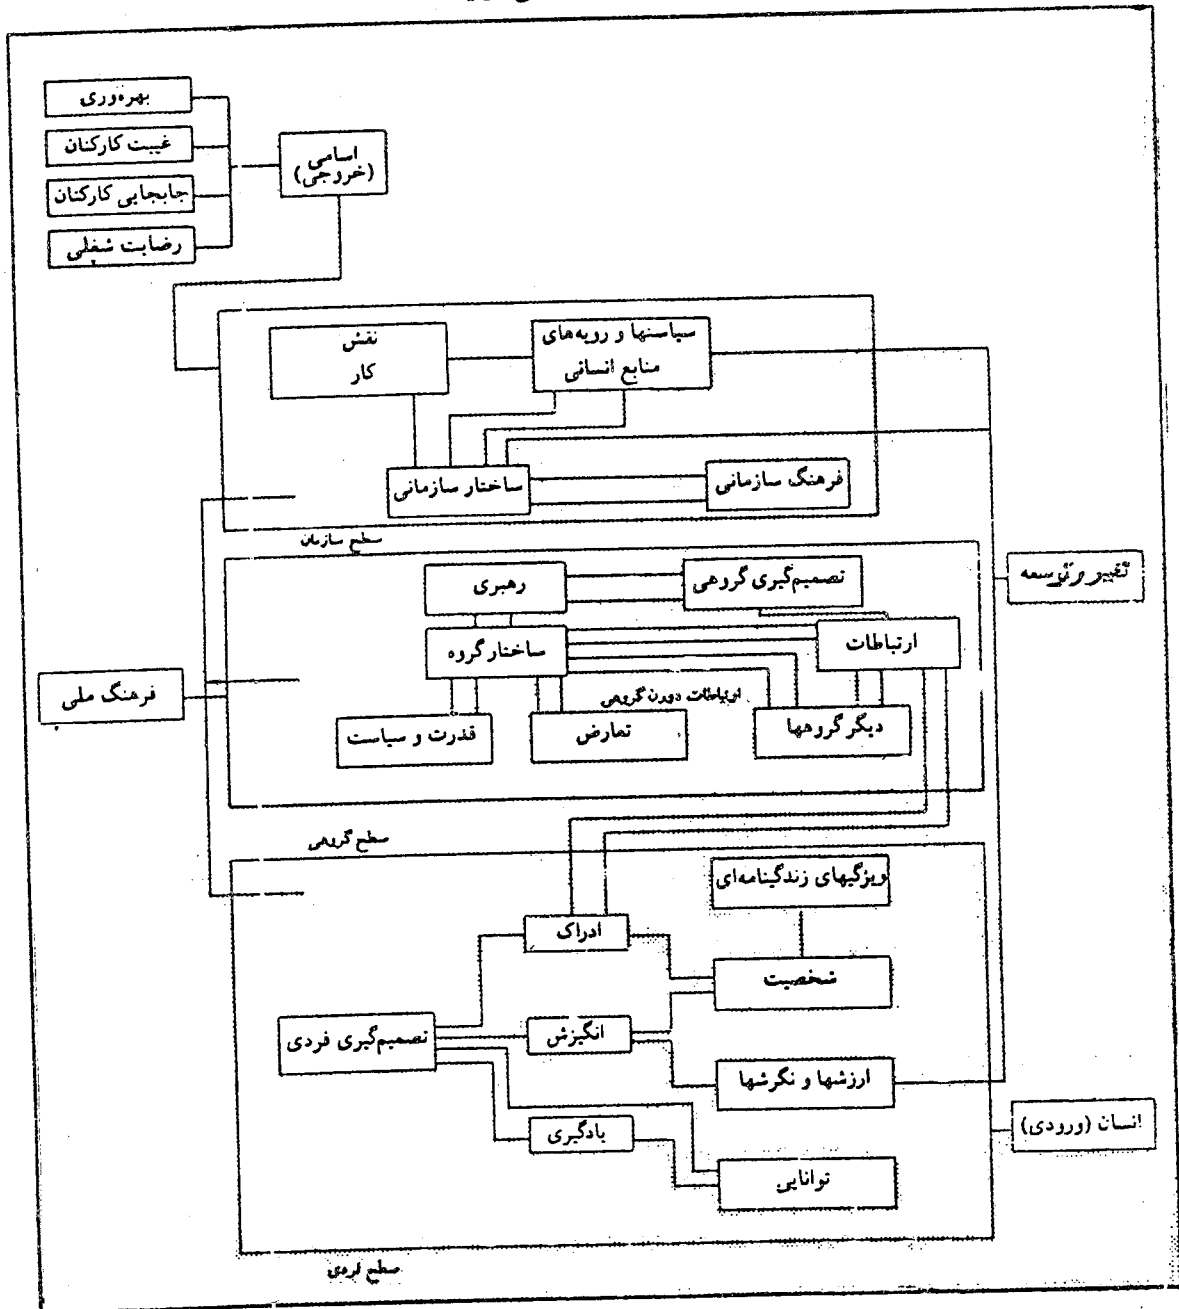 بهره‌وری
غیبت کارکنان
اسامی
(خروجی)
جابجایی کارکنان
رضایت شغلی
سیاستها و رویه‌های
منابع انسانی
نقش
کار
فرهنگ سازمانی
ساختار سازمانی
سطح سازمان
تغییر و توسعه
تصمیم‌گیری گروهی
رهبری
ارتباطات
ساختار گروه
فرهنگ ملی
ارتباطات دورن گروهی
دیگر گروهها
تعارض
قدرت و سیاست
سطح گروهی
ویژگیهای زندگینامه‌ای
ادراک
شخصیت
انگیزش
تصمیم‌گیری فردی
ارزشها و نگرشها
انسان (ورودی)
یادگیری
توانایی
سطح فردی